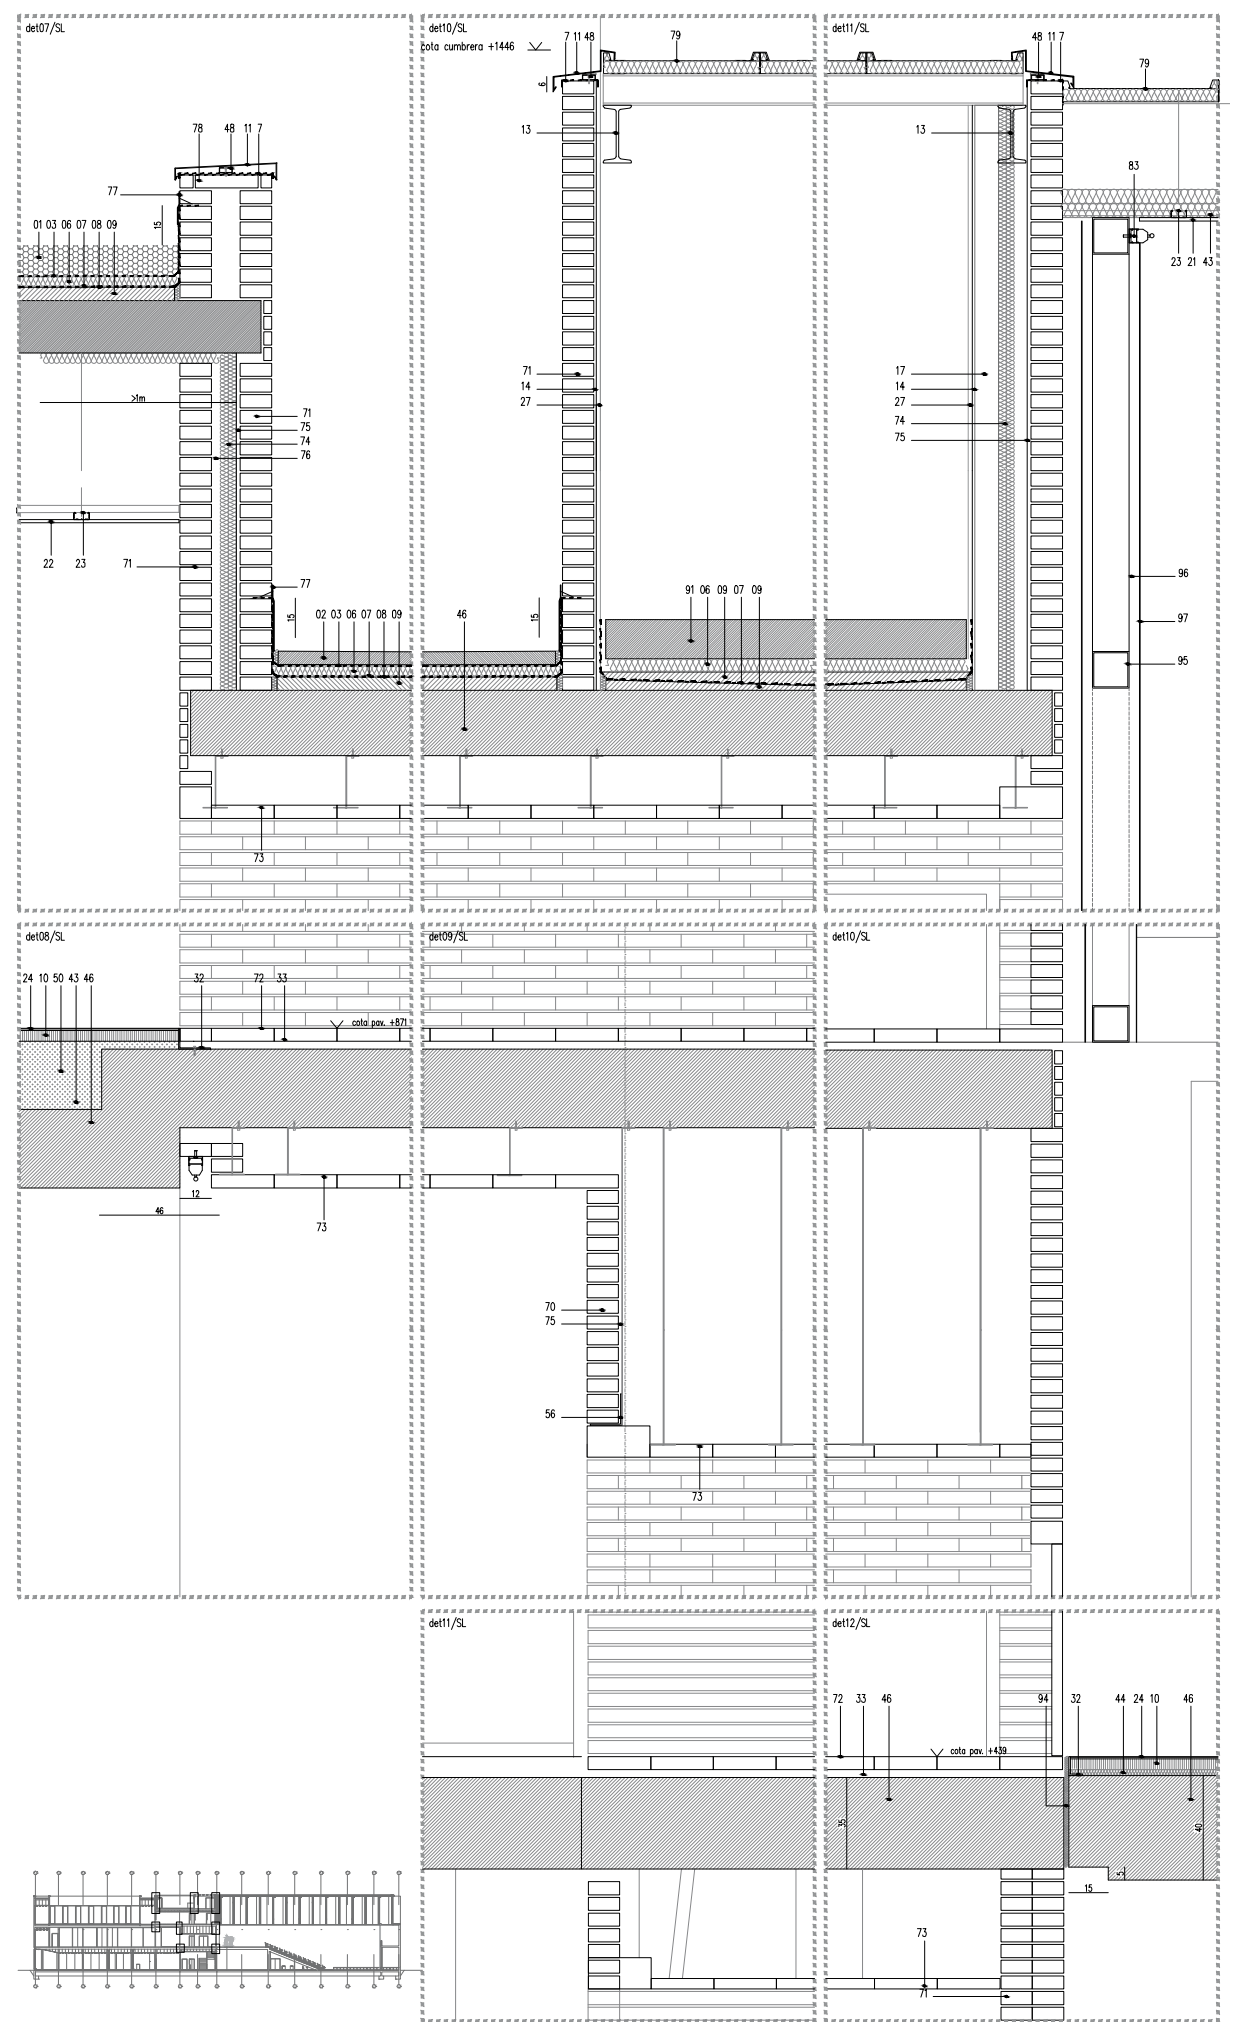 det07/SL
78 48 11 7
77
15
01 03 06 07 08 09
>1m
71
75
74
76
22 23 71
77
15
02 03 06 07 08 09
73
det10/SL
cota cumbrera +1446
7 11 48
79
6
13
71
14
27
15
46
91 06 09 07 09
det11/SL
48 11 7
79
13
83
23 21 43
17
14
27
74
75
96
97
95
det08/SL
24 10 50 43 46 32 72 33
cota pav. +871
12
46
73
det09/SL
70
75
56
73
det10/SL
det11/SL
det12/SL
72 33 46 94 32 44 24 10 46
cota pav. +439
35
40
5
15
73
71